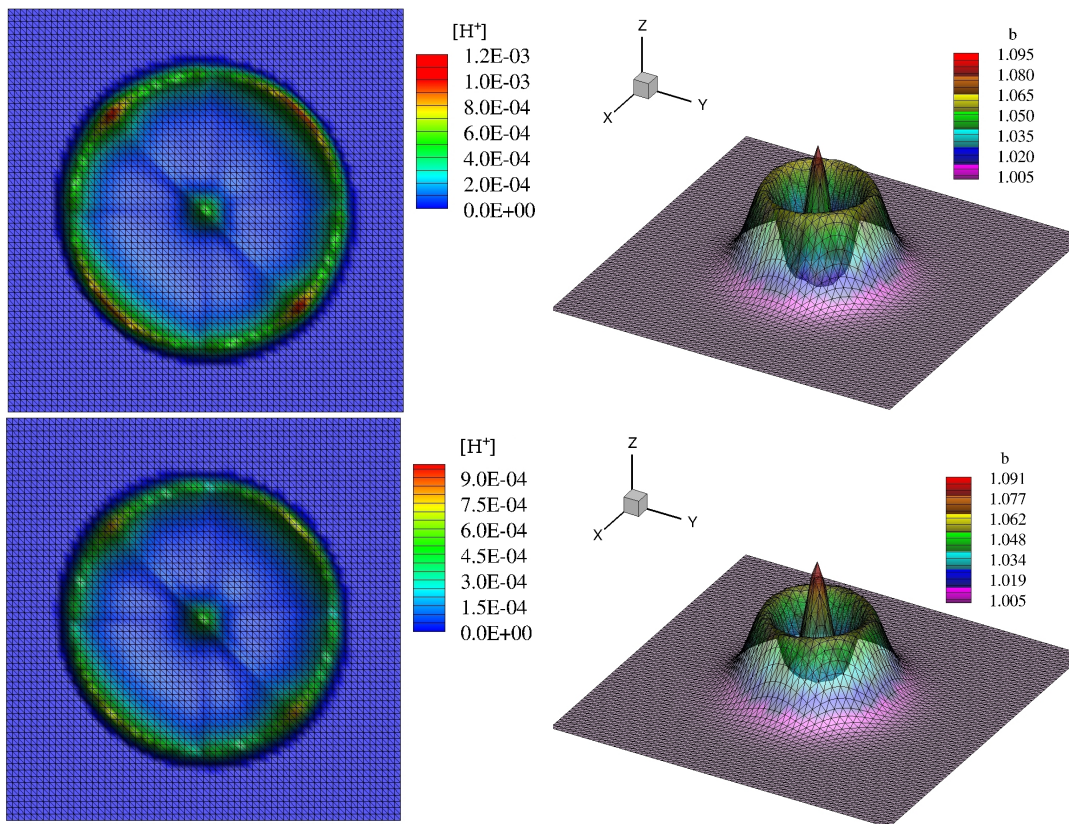 [H⁺]
1.2E-03
1.0E-03
8.0E-04
6.0E-04
4.0E-04
2.0E-04
0.0E+00
Z
X
Y
b
1.095
1.080
1.065
1.050
1.035
1.020
1.005
[H⁺]
9.0E-04
7.5E-04
6.0E-04
4.5E-04
3.0E-04
1.5E-04
0.0E+00
Z
X
Y
b
1.091
1.077
1.062
1.048
1.034
1.019
1.005